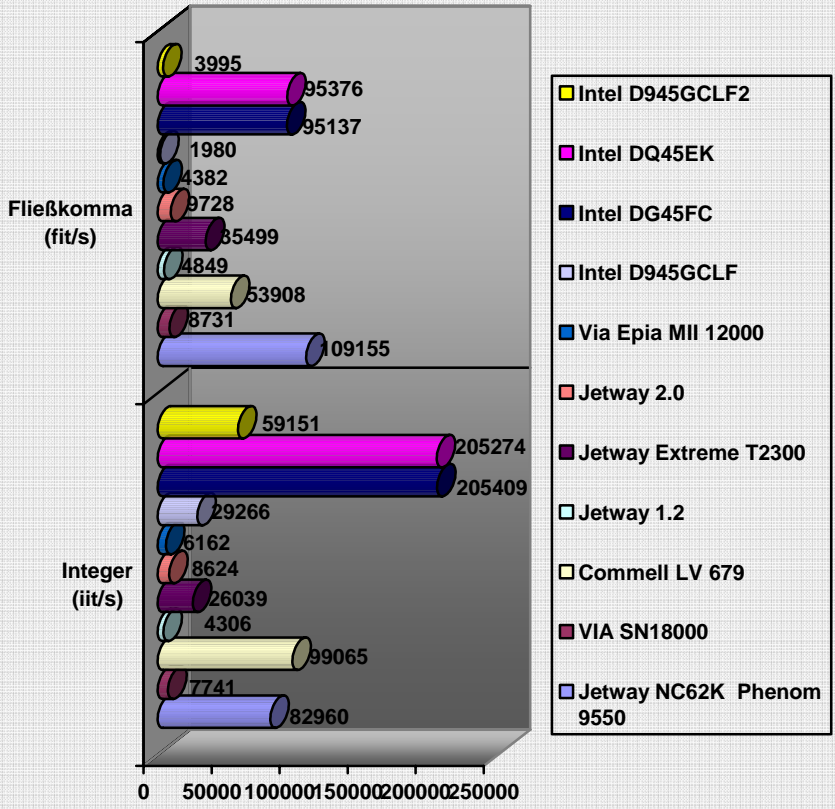 Fließkomma
(fit/s)
3995
95376
95137
1980
4382
9728
35499
4849
53908
8731
109155
Integer
(iit/s)
59151
205274
205409
29266
6162
8624
26039
4306
99065
7741
82960
0 50000 100000 150000 200000 250000
Intel D945GCLF2
Intel DQ45EK
Intel DG45FC
Intel D945GCLF
Via Epia MII 12000
Jetway 2.0
Jetway Extreme T2300
Jetway 1.2
Commell LV 679
VIA SN18000
Jetway NC62K Phenom
9550